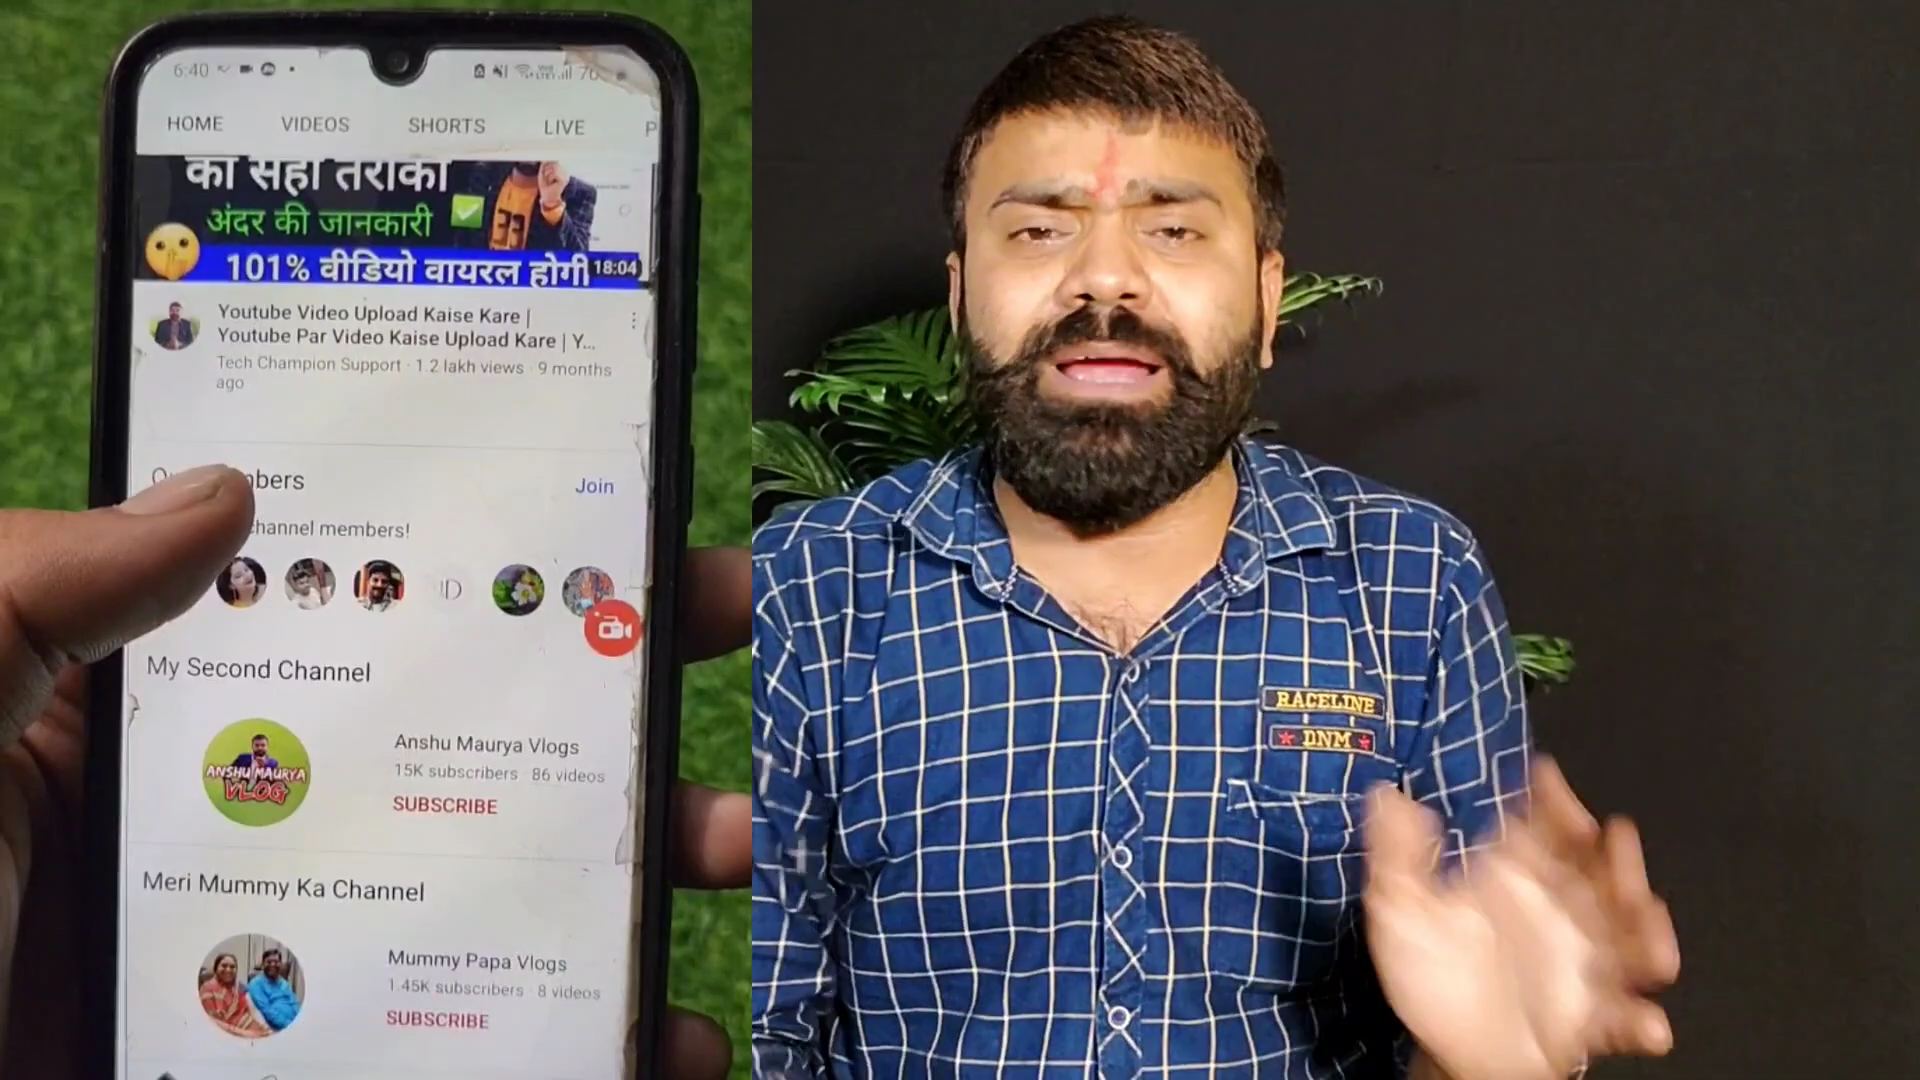 6:40
HOME VIDEOS SHORTS LIVE P
का सही तरीका
अंदर की जानकारी
101% वीडियो वायरल होगी 18:04
Youtube Video Upload Kaise Kare |
Youtube Par Video Kaise Upload Kare | Y...
Tech Champion Support · 1.2 lakh views · 9 months
ago
Join
channel members!
D
My Second Channel
ANSHU MAURYA
VLOG
Anshu Maurya Vlogs
15K subscribers · 86 videos
SUBSCRIBE
Meri Mummy Ka Channel
Mummy Papa Vlogs
1.45K subscribers · 8 videos
SUBSCRIBE
RACELINE
DNM